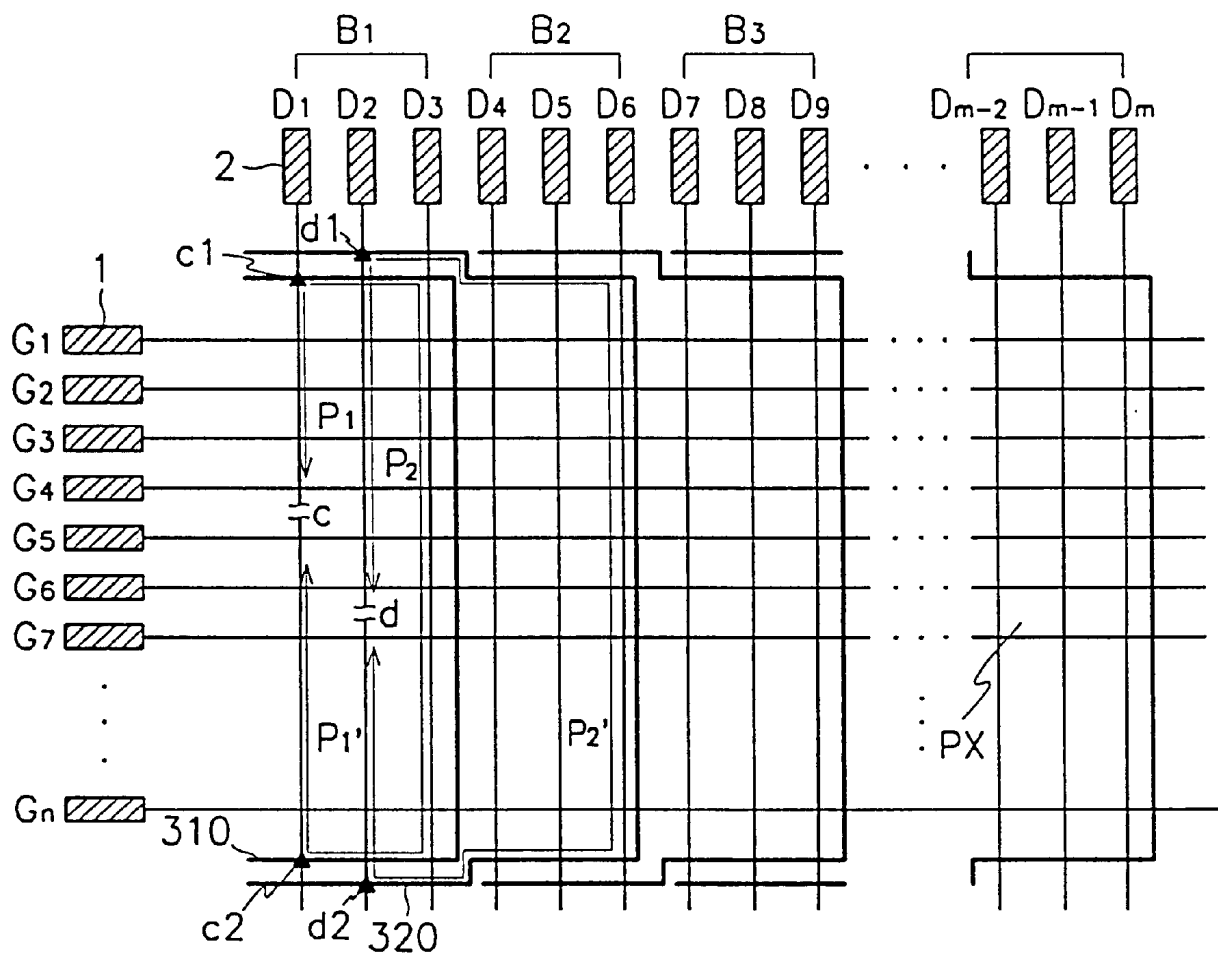 B1 B2 B3
D1 D2 D3 D4 D5 D6 D7 D8 D9 Dm-2 Dm-1 Dm
2
d1
c1
1
G1
G2
P1
G3
P2
G4
c
G5
G6
d
G7
P1' P2'
PX
Gn
310
c2 d2 320